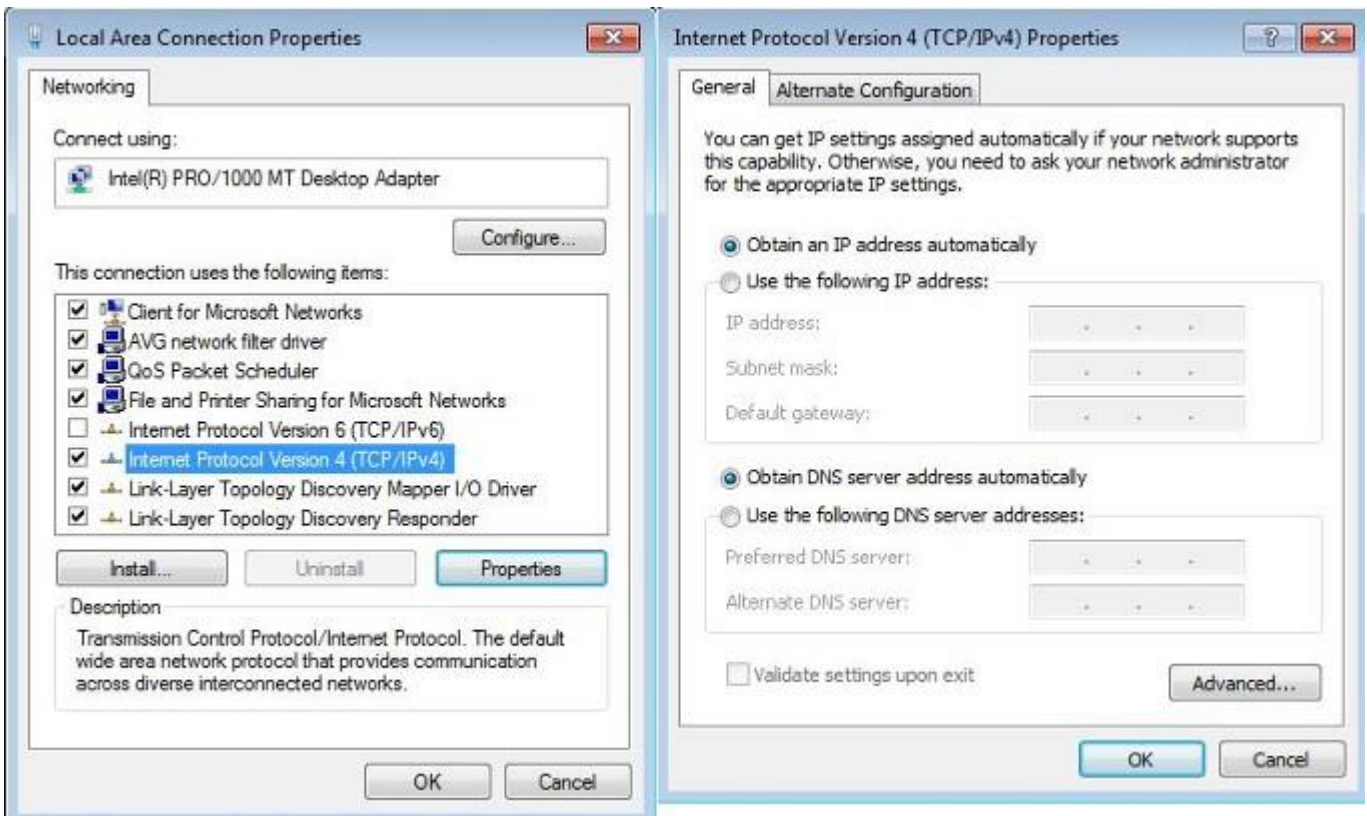 Local Area Connection Properties
Networking
Connect using:
Intel(R) PRO/1000 MT Desktop Adapter
Configure...
This connection uses the following items:
Client for Microsoft Networks
AVG network filter driver
QoS Packet Scheduler
File and Printer Sharing for Microsoft Networks
Internet Protocol Version 6 (TCP/IPv6)
Internet Protocol Version 4 (TCP/IPv4)
Link-Layer Topology Discovery Mapper I/O Driver
Link-Layer Topology Discovery Responder
Install... Uninstall Properties
Description
Transmission Control Protocol/Internet Protocol. The default
wide area network protocol that provides communication
across diverse interconnected networks.
OK Cancel
Internet Protocol Version 4 (TCP/IPv4) Properties
General Alternate Configuration
You can get IP settings assigned automatically if your network supports
this capability. Otherwise, you need to ask your network administrator
for the appropriate IP settings.
Obtain an IP address automatically
Use the following IP address:
IP address:
Subnet mask:
Default gateway:
Obtain DNS server address automatically
Use the following DNS server addresses:
Preferred DNS server:
Alternate DNS server:
Validate settings upon exit
Advanced...
OK Cancel